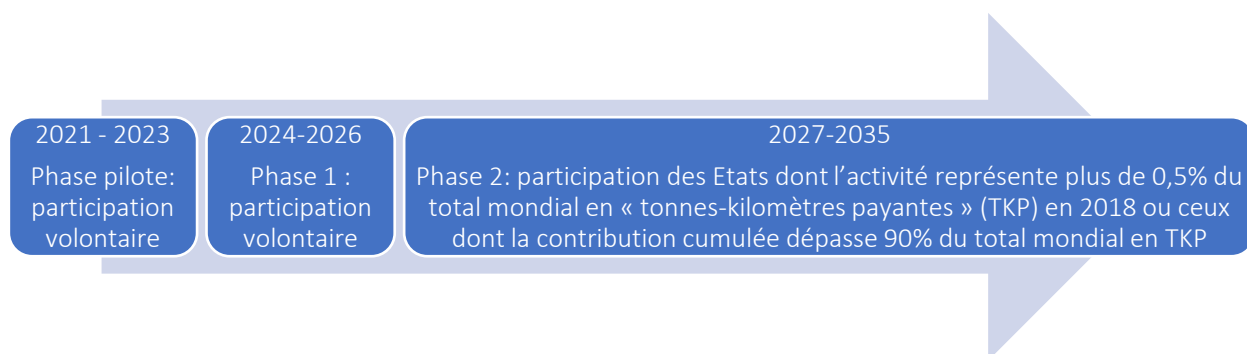 2021 - 2023
Phase pilote:
participation
volontaire
2024-2026
Phase 1 :
participation
volontaire
2027-2035
Phase 2: participation des Etats dont l’activité représente plus de 0,5% du
total mondial en « tonnes-kilomètres payantes » (TKP) en 2018 ou ceux
dont la contribution cumulée dépasse 90% du total mondial en TKP